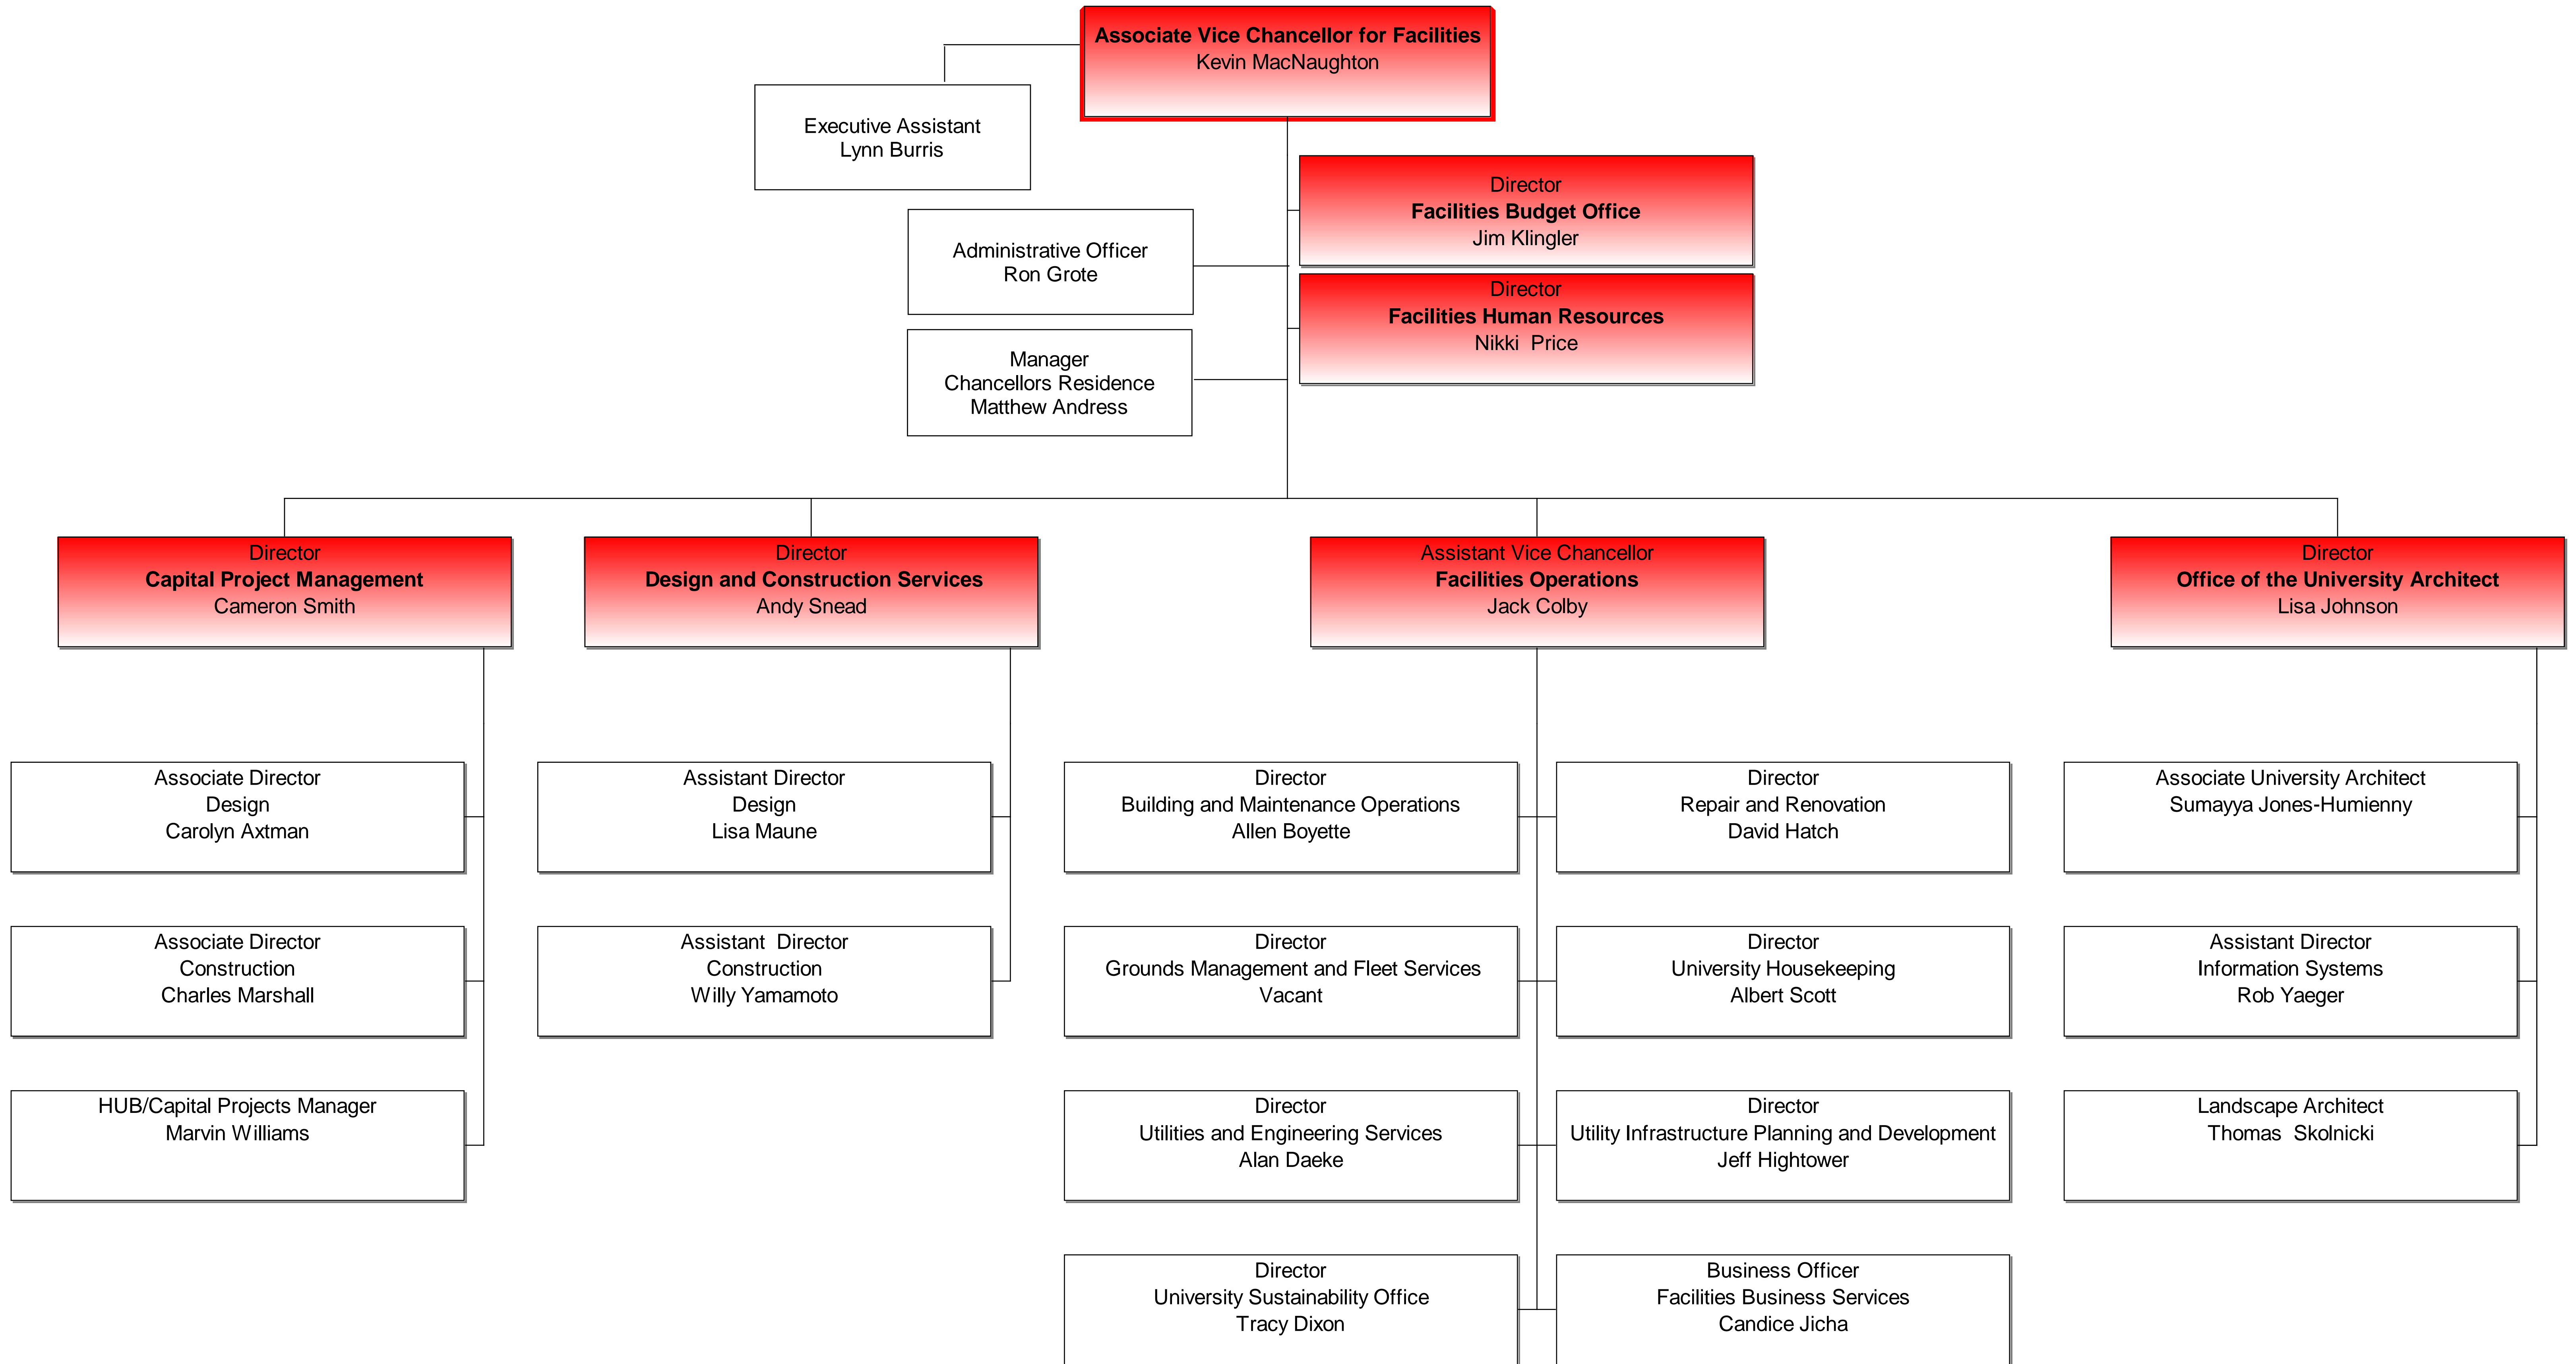 Associate Vice Chancellor for Facilities
Kevin MacNaughton
Executive Assistant
Lynn Burris
Director
Facilities Budget Office
Jim Klingler
Administrative Officer
Ron Grote
Director
Facilities Human Resources
Nikki  Price
Manager
Chancellors Residence
Matthew Andress
Director
Capital Project Management
Cameron Smith
Director
Design and Construction Services
Andy Snead
Assistant Vice Chancellor
Facilities Operations
Jack Colby
Director
Office of the University Architect
Lisa Johnson
Associate Director
Design
Carolyn Axtman
Assistant Director
Design
Lisa Maune
Director
Building and Maintenance Operations
Allen Boyette
Director
Repair and Renovation
David Hatch
Associate University Architect
Sumayya Jones-Humienny
Associate Director
Construction
Charles Marshall
Assistant  Director
Construction
Willy Yamamoto
Director
Grounds Management and Fleet Services
Vacant
Director
University Housekeeping
Albert Scott
Assistant Director
Information Systems
Rob Yaeger
HUB/Capital Projects Manager
Marvin Williams
Director
Utilities and Engineering Services
Alan Daeke
Director
Utility Infrastructure Planning and Development
Jeff Hightower
Landscape Architect
Thomas  Skolnicki
Director
University Sustainability Office
Tracy Dixon
Business Officer
Facilities Business Services
Candice Jicha